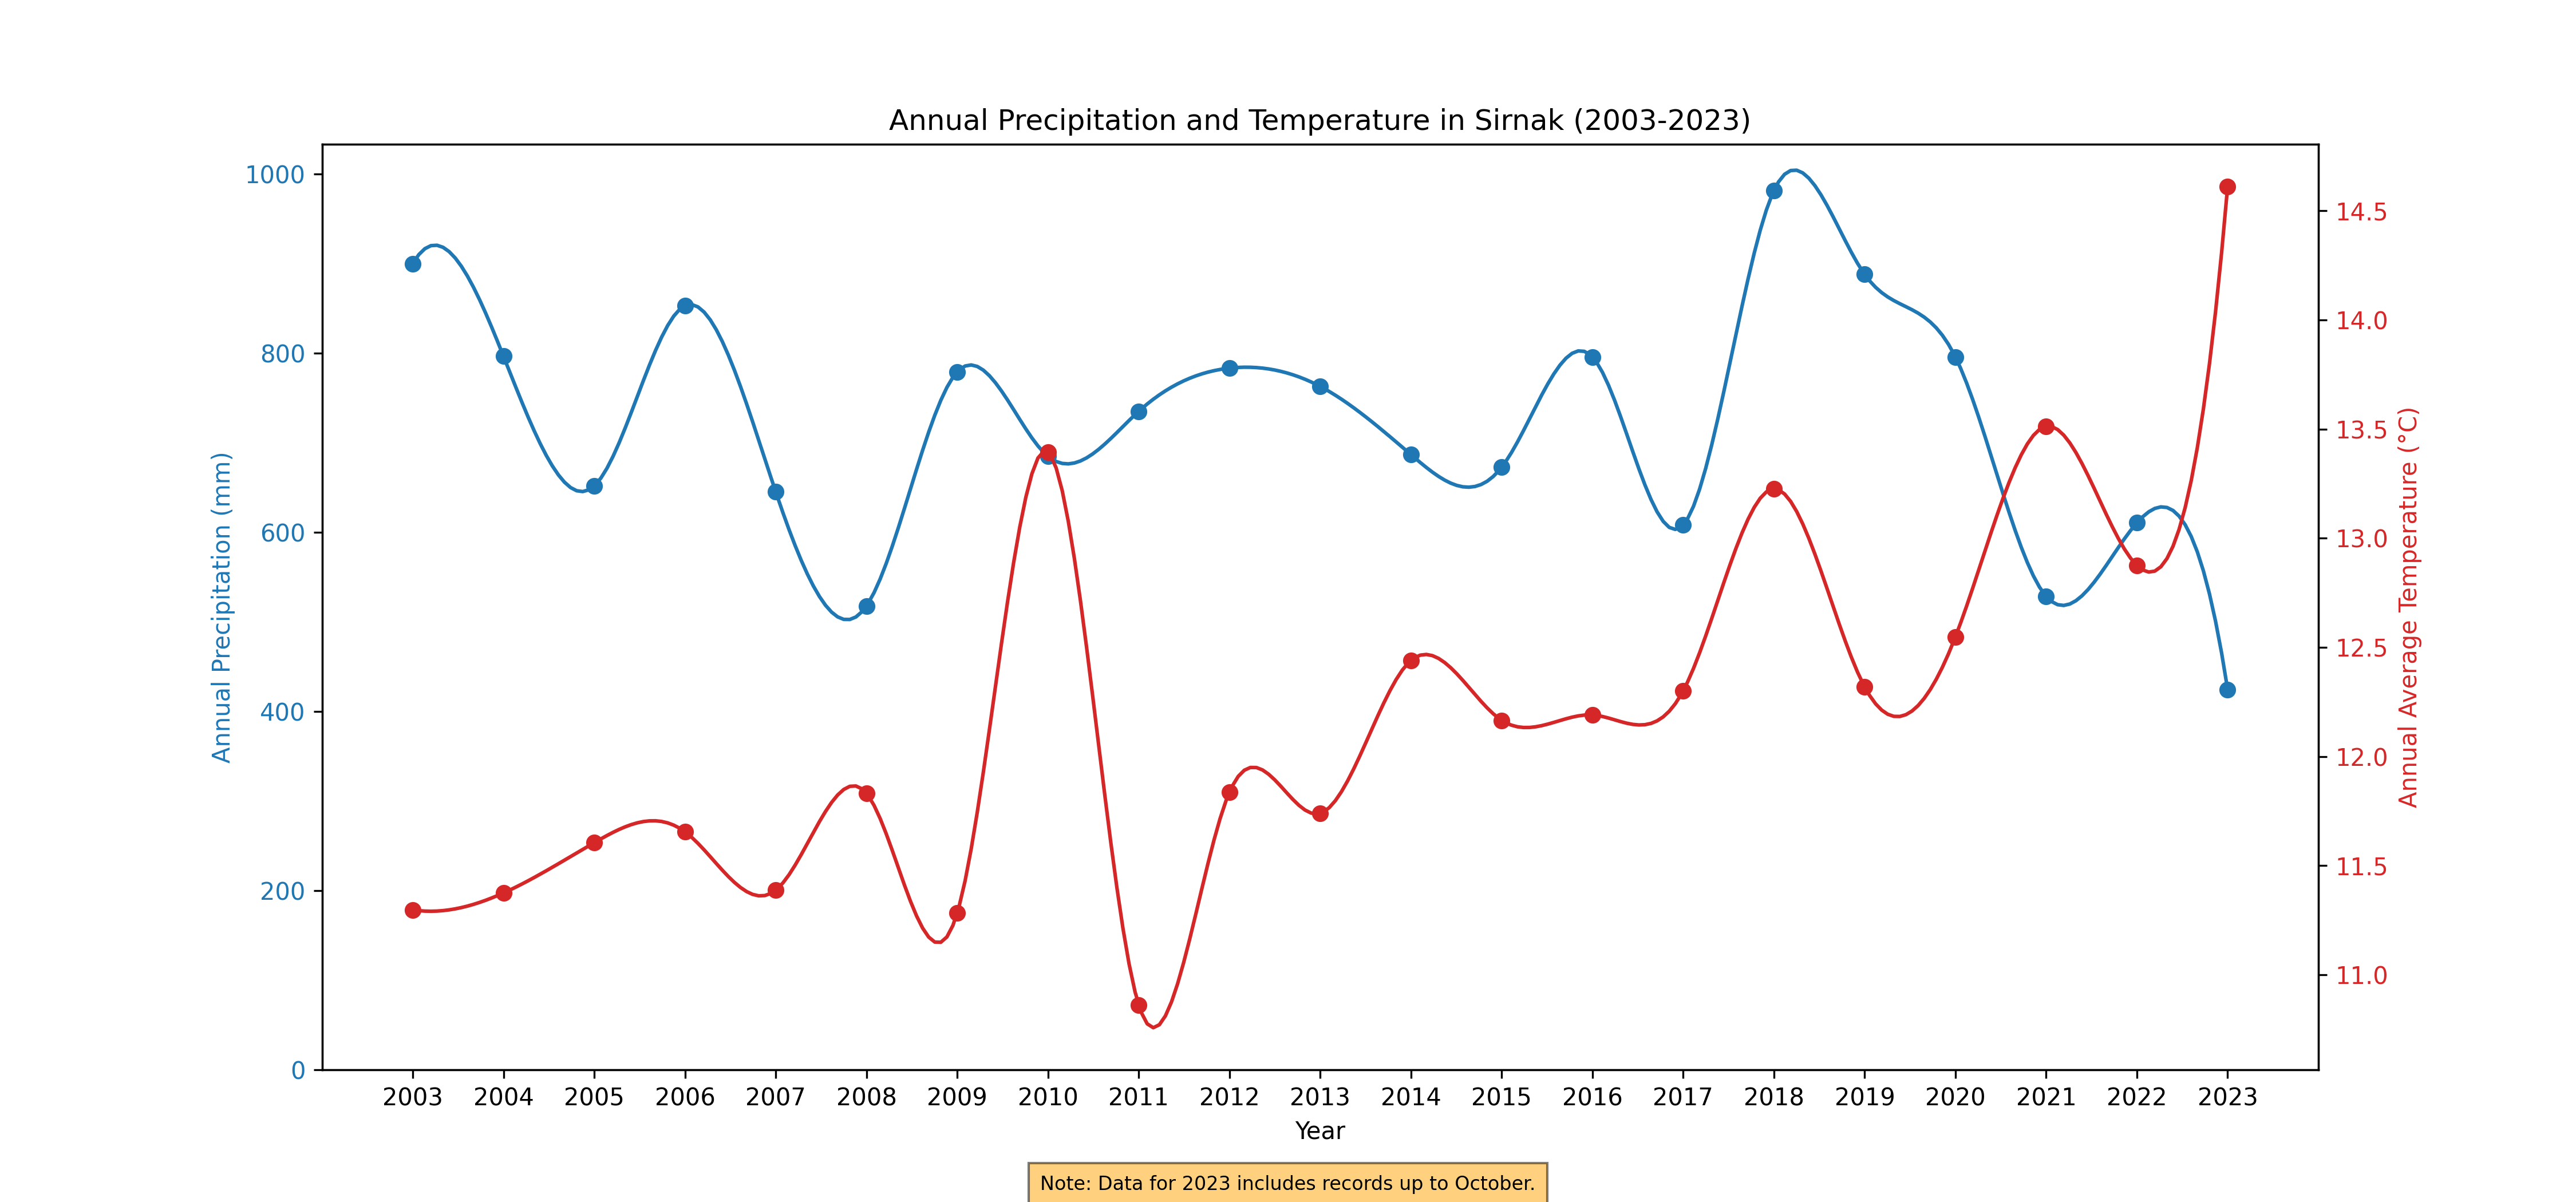 Annual Precipitation and Temperature in Sirnak (2003-2023)
Annual Precipitation (mm)
1000
800
600
400
200
0
14.5
14.0
13.5
13.0
12.5
12.0
11.5
11.0
Annual Average Temperature (°C)
2003 2004 2005 2006 2007 2008 2009 2010 2011 2012 2013 2014 2015 2016 2017 2018 2019 2020 2021 2022 2023
Year
Note: Data for 2023 includes records up to October.